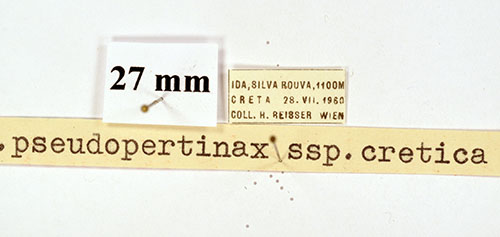 27 mm
IDA, SILVA ROUVA, 1100M
CRETA 28. VII. 1960
COLL. H. REISSER WIEN
. pseudopertinax ssp. cretica